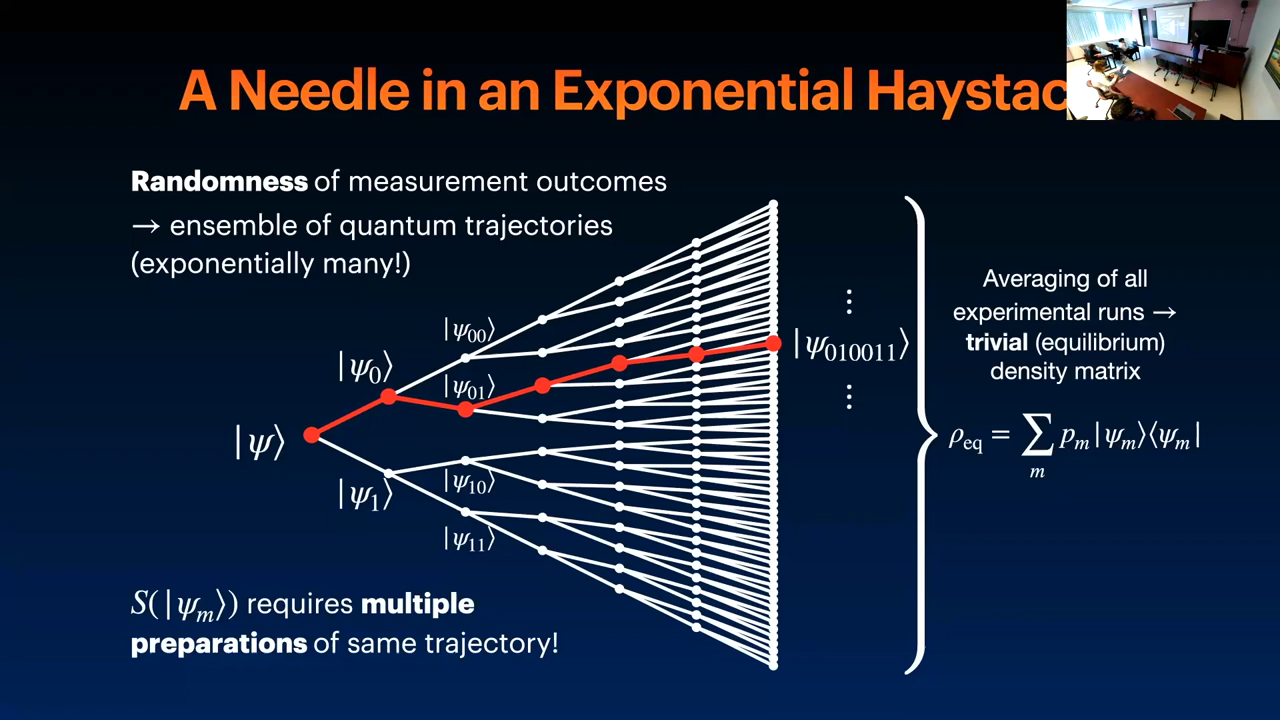 A Needle in an Exponential Haystac
Randomness of measurement outcomes
→ ensemble of quantum trajectories
(exponentially many!)
|ψ⟩
|ψ₀⟩
|ψ₁⟩
|ψ₀₀⟩
|ψ₀₁⟩
|ψ₁₀⟩
|ψ₁₁⟩
⋮
|ψ₀₁₀₀₁₁⟩
⋮
Averaging of all
experimental runs →
trivial (equilibrium)
density matrix
ρ_eq = ∑_m p_m|ψ_m⟩⟨ψ_m|
S(|ψ_m⟩) requires multiple
preparations of same trajectory!